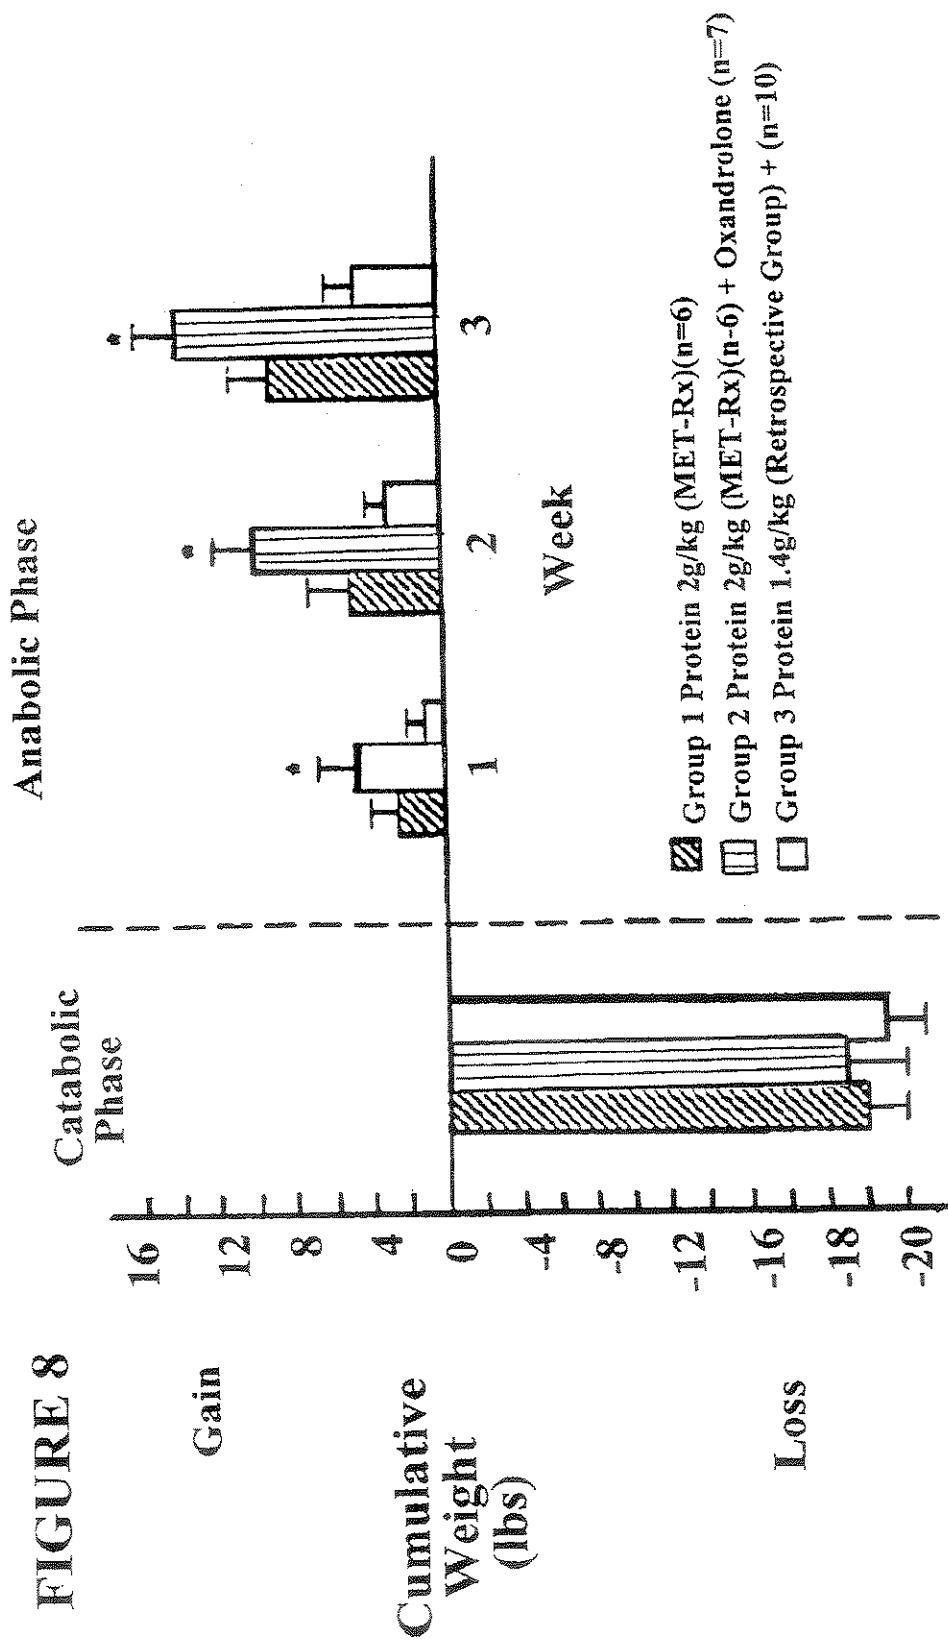 FIGURE 8
Catabolic
Phase
Anabolic Phase
Gain
Cumulative
Weight
(lbs)
Loss
16
12
8
4
0
-4
-8
-12
-16
-18
-20
*
*
*
1
2
3
Week
Group 1 Protein 2g/kg (MET-Rx)(n=6)
Group 2 Protein 2g/kg (MET-Rx)(n-6) + Oxandrolone (n=7)
Group 3 Protein 1.4g/kg (Retrospective Group) + (n=10)